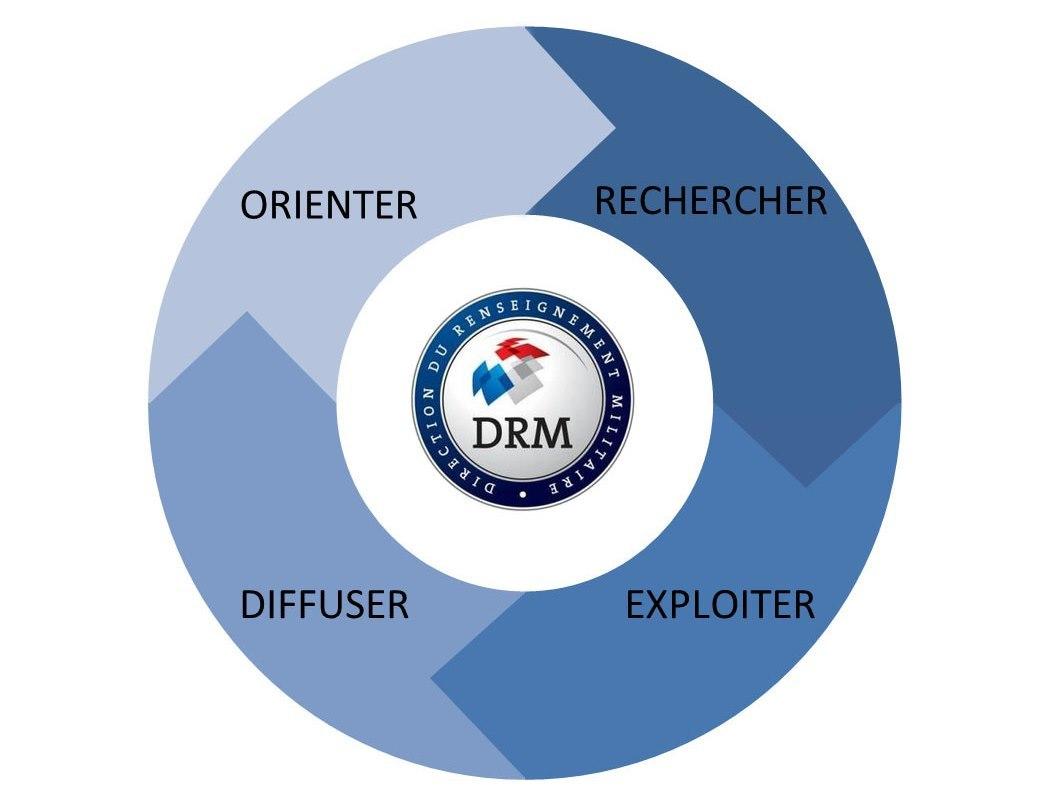 ORIENTER
RECHERCHER
DIRECTION DU RENSEIGNEMENT MILITAIRE
DRM
DIFFUSER
EXPLOITER